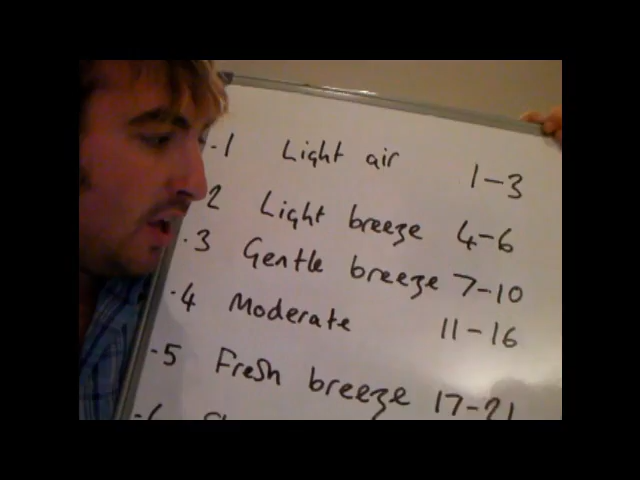 .1 Light air 1-3
2 Light breeze 4-6
.3 Gentle breeze 7-10
.4 Moderate 11-16
.5 Fresh breeze 17-21
.6